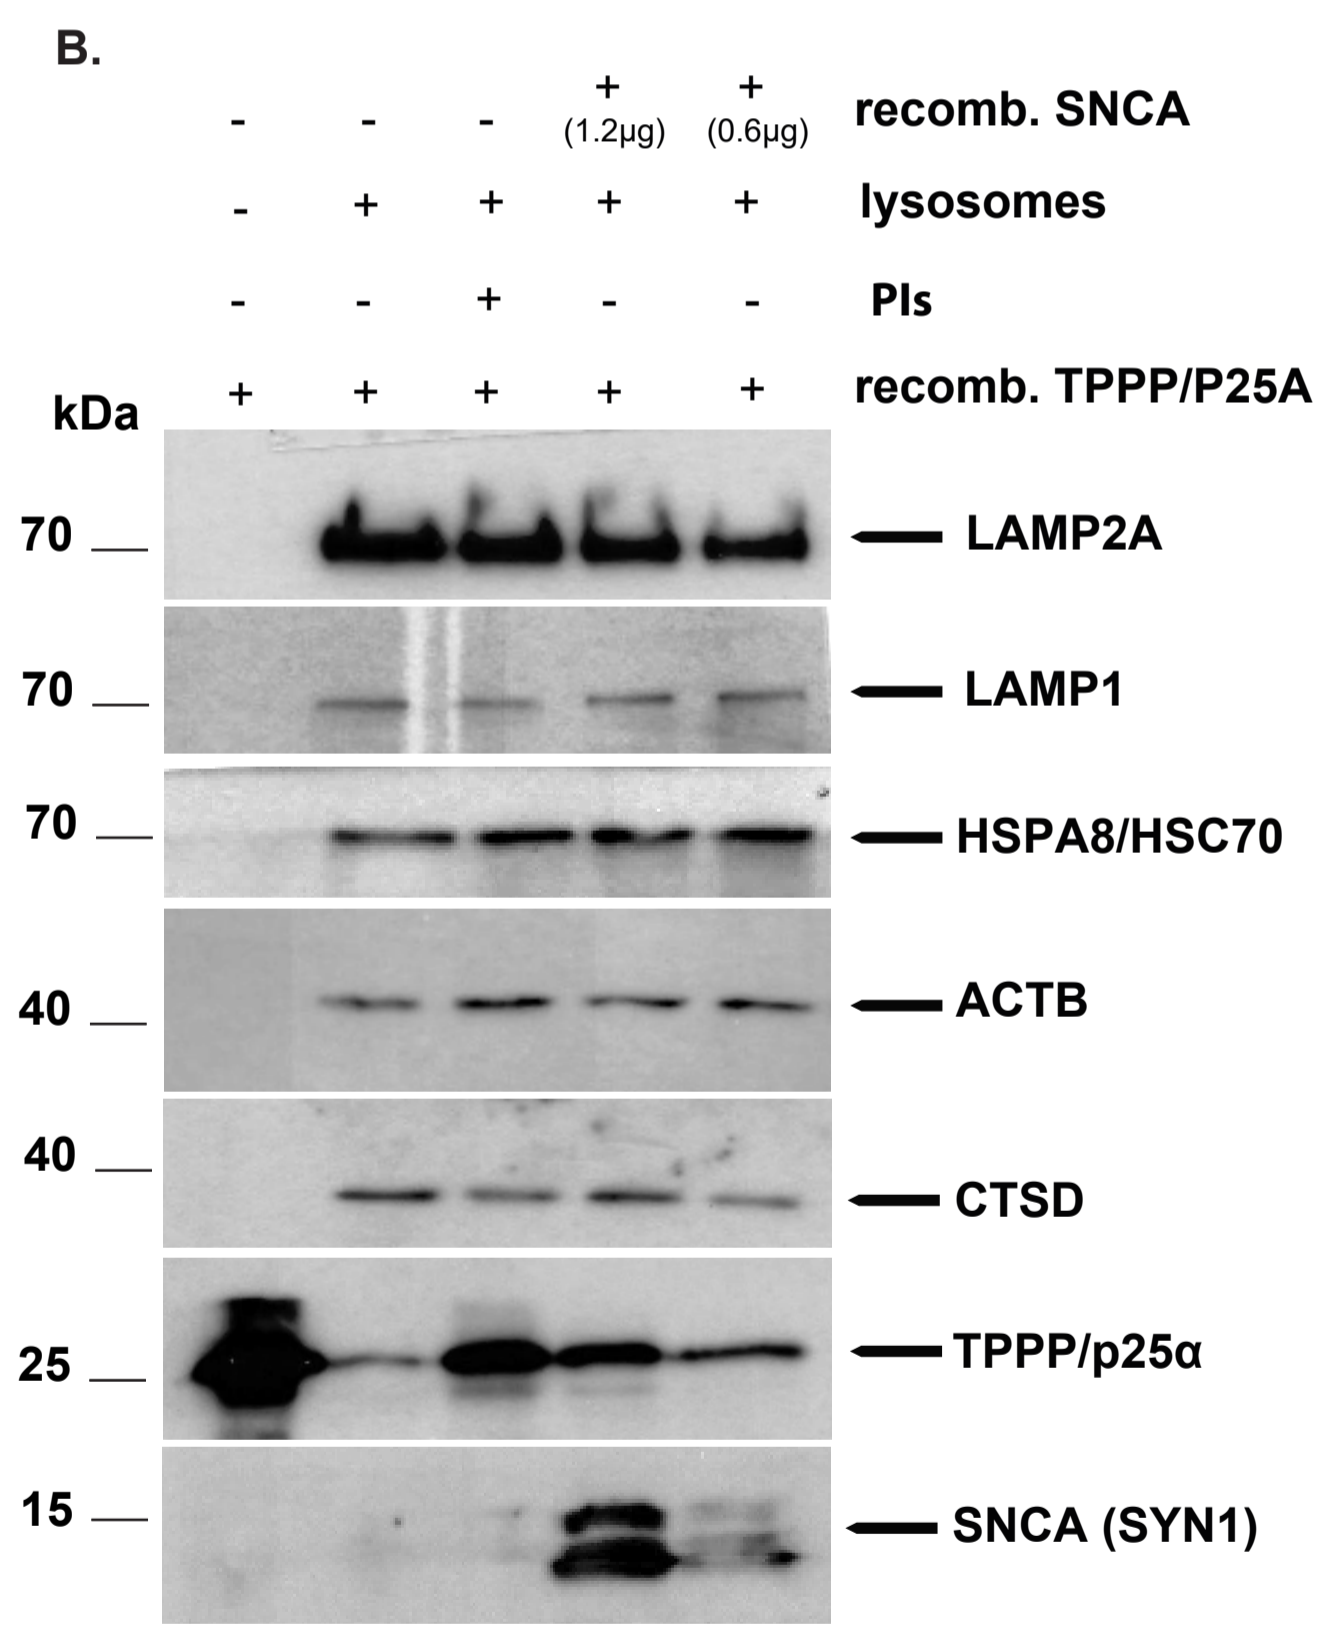 B.
+ +
- - - (1.2µg) (0.6µg) recomb. SNCA
- + + + + lysosomes
- - + - - PIs
+ + + + + recomb. TPPP/P25A
kDa
70 LAMP2A
70 LAMP1
70 HSPA8/HSC70
40 ACTB
40 CTSD
25 TPPP/p25α
15 SNCA (SYN1)